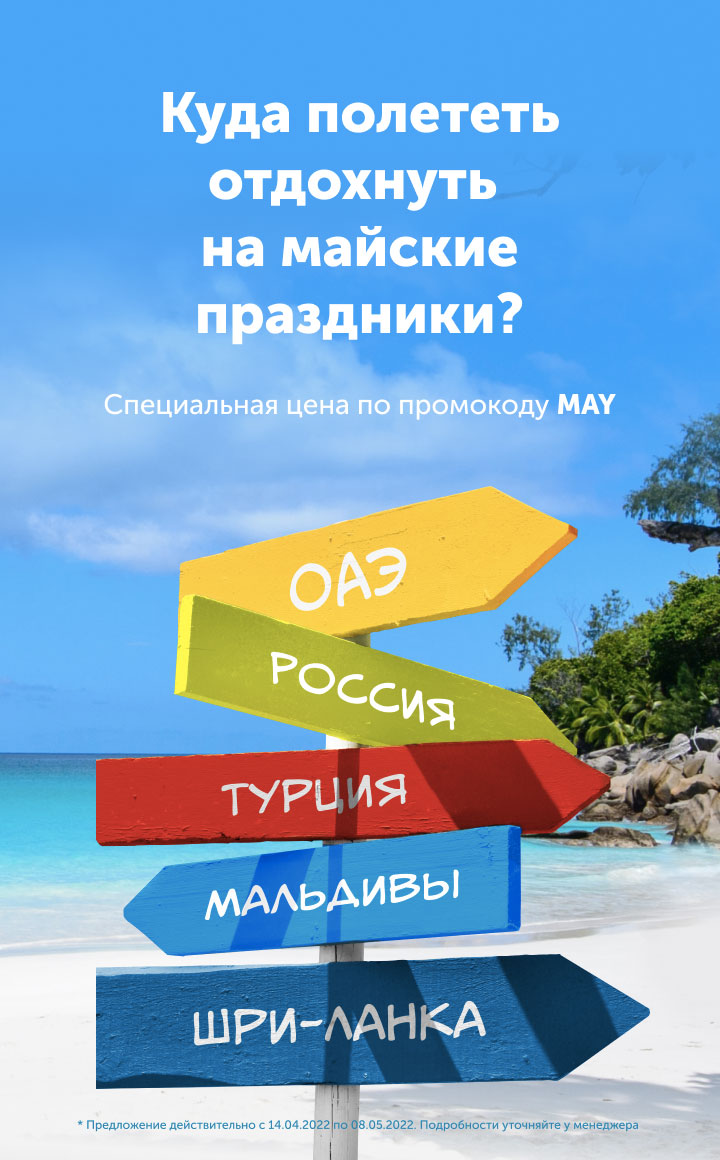 Куда полететь
отдохнуть
на майские
праздники?
Специальная цена по промокоду MAY
ОАЭ
РОССИЯ
ТУРЦИЯ
МАЛЬДИВЫ
ШРИ-ЛАНКА
* Предложение действительно с 14.04.2022 по 08.05.2022. Подробности уточняйте у менеджера